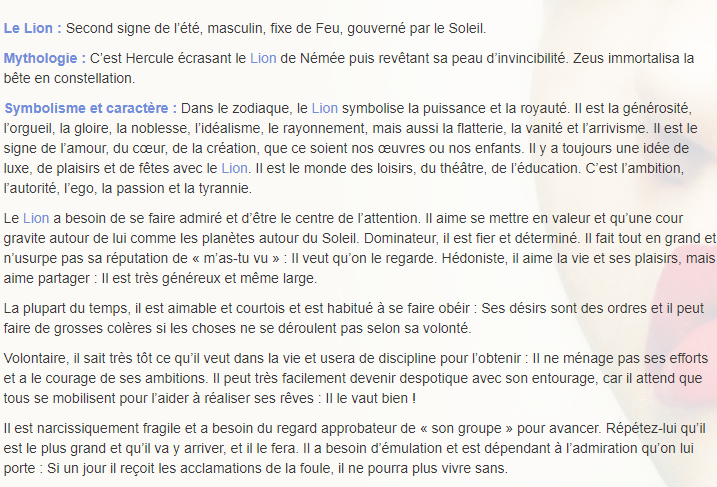 Le Lion : Second signe de l'été, masculin, fixe de Feu, gouverné par le Soleil.
Mythologie : C'est Hercule écrasant le Lion de Némée puis revêtant sa peau d'invincibilité. Zeus immortalisa la
bête en constellation.
Symbolisme et caractère : Dans le zodiaque, le Lion symbolise la puissance et la royauté. Il est la générosité,
l'orgueil, la gloire, la noblesse, l'idéalisme, le rayonnement, mais aussi la flatterie, la vanité et l'arrivisme. Il est le
signe de l'amour, du cœur, de la création, que ce soient nos œuvres ou nos enfants. Il y a toujours une idée de
luxe, de plaisirs et de fêtes avec le Lion. Il est le monde des loisirs, du théâtre, de l'éducation. C'est l'ambition,
l'autorité, l'ego, la passion et la tyrannie.
Le Lion a besoin de se faire admiré et d'être le centre de l'attention. Il aime se mettre en valeur et qu'une cour
gravite autour de lui comme les planètes autour du Soleil. Dominateur, il est fier et déterminé. Il fait tout en grand et
n'usurpe pas sa réputation de « m'as-tu vu » : Il veut qu'on le regarde. Hédoniste, il aime la vie et ses plaisirs, mais
aime partager : Il est très généreux et même large.
La plupart du temps, il est aimable et courtois et est habitué à se faire obéir : Ses désirs sont des ordres et il peut
faire de grosses colères si les choses ne se déroulent pas selon sa volonté.
Volontaire, il sait très tôt ce qu'il veut dans la vie et usera de discipline pour l'obtenir : Il ne ménage pas ses efforts
et a le courage de ses ambitions. Il peut très facilement devenir despotique avec son entourage, car il attend que
tous se mobilisent pour l'aider à réaliser ses rêves : Il le vaut bien !
Il est narcissiquement fragile et a besoin du regard approbateur de « son groupe » pour avancer. Répétez-lui qu'il
est le plus grand et qu'il va y arriver, et il le fera. Il a besoin d'émulation et est dépendant à l'admiration qu'on lui
porte : Si un jour il reçoit les acclamations de la foule, il ne pourra plus vivre sans.